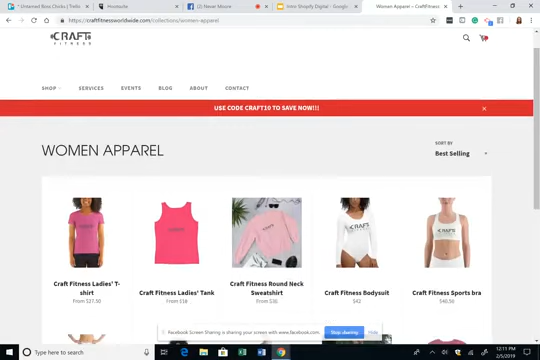 Untamed Boss Chicks | Trello
Hootsuite
(2) Never Moore
Intro Shopify Digital - Google
Women Apparel – CraftFitness
https://craftfitnessworldwide.com/collections/women-apparel
CRAFT
FITNESS
SHOP
SERVICES
EVENTS
BLOG
ABOUT
CONTACT
USE CODE CRAFT10 TO SAVE NOW!!!
WOMEN APPAREL
SORT BY
Best Selling
Craft Fitness Ladies' T-
shirt
From $27.50
Craft Fitness Ladies' Tank
From $18
Craft Fitness Round Neck
Sweatshirt
From $36
Craft Fitness Bodysuit
$42
Craft Fitness Sports bra
$40.50
Facebook Screen Sharing is sharing your screen with www.facebook.com.
Stop sharing
Hide
Type here to search
12:11 PM
2/5/2019